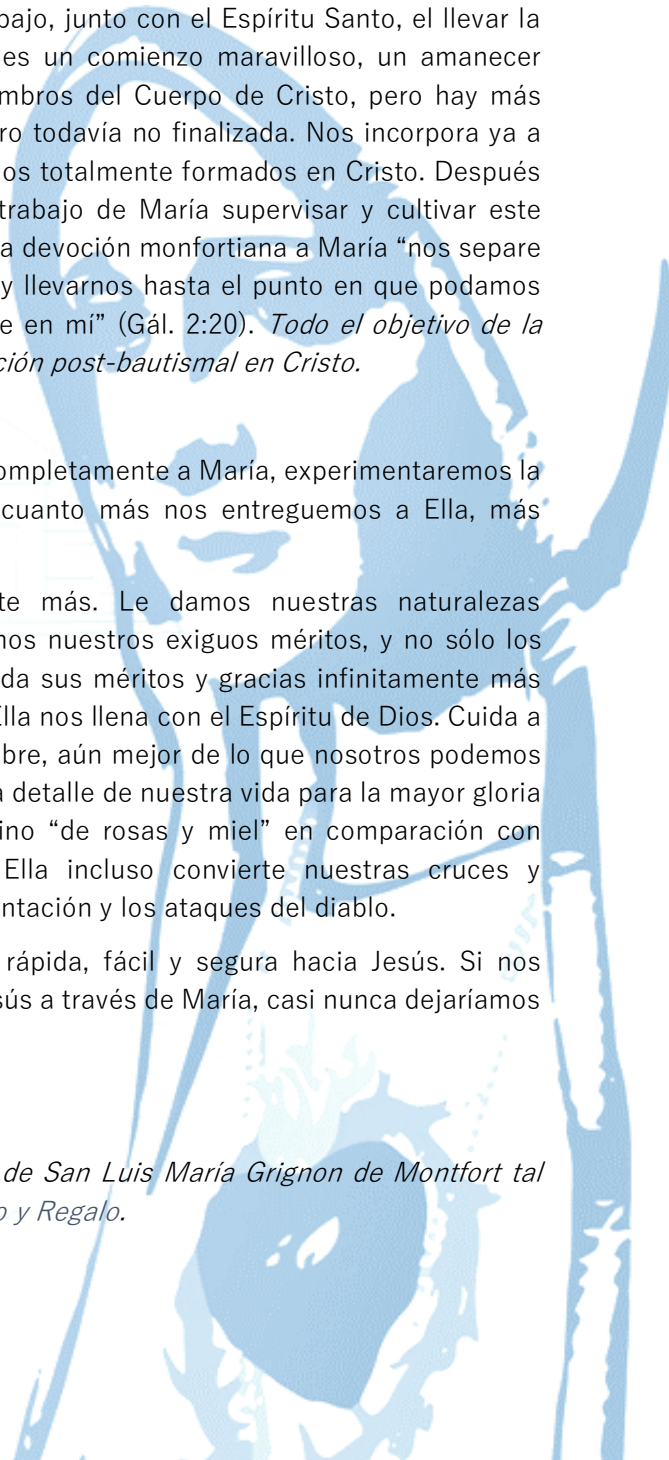 bajo, junto con el Espíritu Santo, el llevar la
es un comienzo maravilloso, un amanecer
mbros del Cuerpo de Cristo, pero hay más
ro todavía no finalizada. Nos incorpora ya a
os totalmente formados en Cristo. Después
trabajo de María supervisar y cultivar este
a devoción monfortiana a María “nos separe
y llevarnos hasta el punto en que podamos
e en mí” (Gál. 2:20). Todo el objetivo de la
ción post-bautismal en Cristo.
ompletamente a María, experimentaremos la
cuanto más nos entreguemos a Ella, más
te más. Le damos nuestras naturalezas
nos nuestros exiguos méritos, y no sólo los
da sus méritos y gracias infinitamente más
Ella nos llena con el Espíritu de Dios. Cuida a
bre, aún mejor de lo que nosotros podemos
a detalle de nuestra vida para la mayor gloria
ino “de rosas y miel” en comparación con
Ella incluso convierte nuestras cruces y
ntación y los ataques del diablo.
rápida, fácil y segura hacia Jesús. Si nos
sús a través de María, casi nunca dejaríamos
de San Luis María Grignon de Montfort tal
o y Regalo.